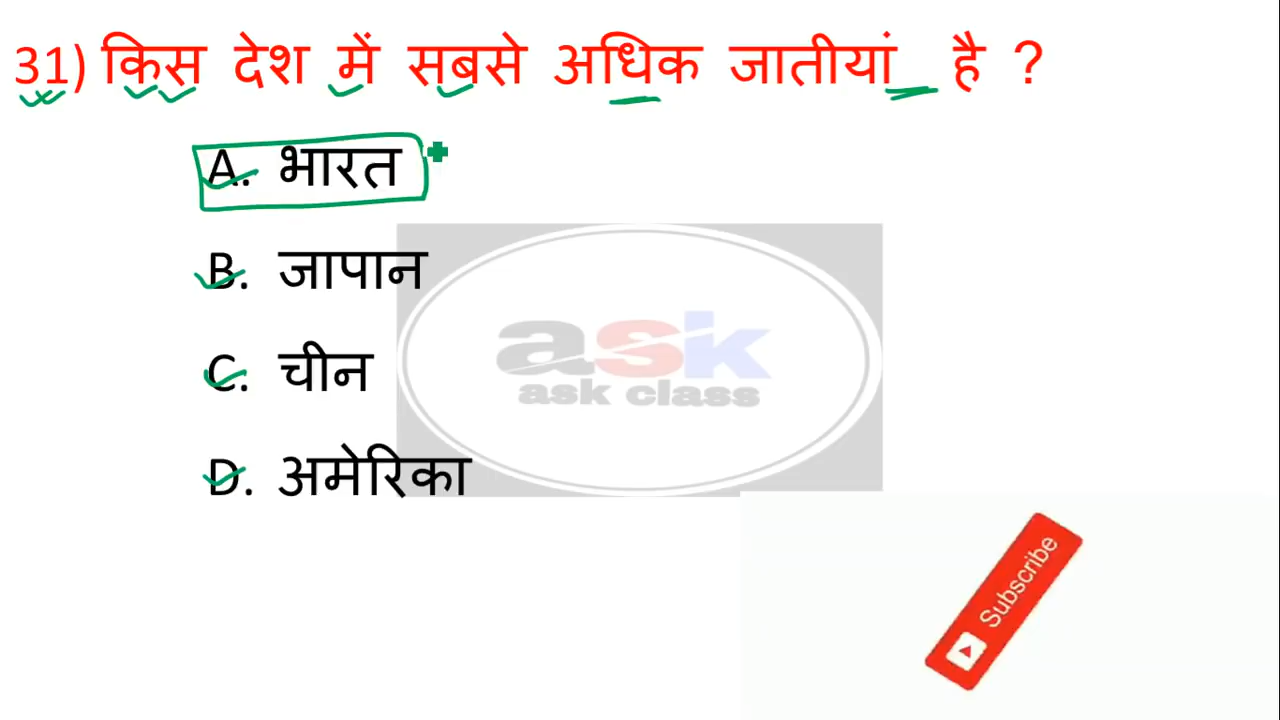 31) किस देश में सबसे अधिक जातीयां है ?
A. भारत
B. जापान
C. चीन
D. अमेरिका
ask
ask class
Subscribe